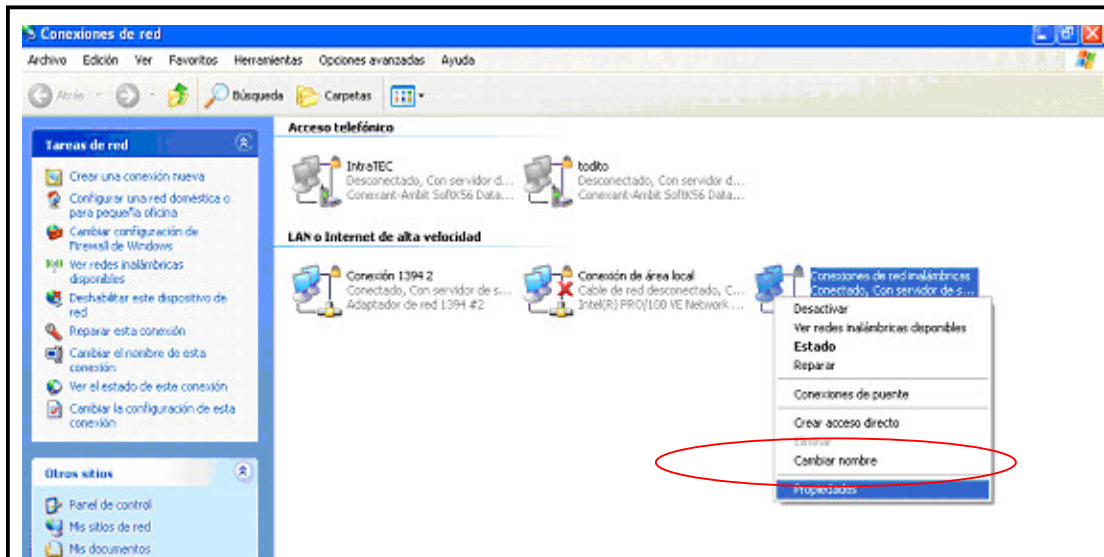 Conexiones de red
Archivo Edición Ver Favoritos Herramientas Opciones avanzadas Ayuda
Atrás Búsqueda Carpetas
Tareas de red
Crear una conexión nueva
Configurar una red doméstica o
para pequeña oficina
Cambiar configuración de
Firewall de Windows
Ver redes inalámbricas
disponibles
Deshabilitar este dispositivo de
red
Reparar esta conexión
Cambiar el nombre de esta
conexión
Ver el estado de este conexión
Cambiar la configuración de esta
conexión
Otros sitios
Panel de control
Mis sitios de red
Mis documentos
Acceso telefónico
IntraTEC
Desconectado, Con servidor d...
Conexant-Ambit SoftK56 Data...
todito
Desconectado, Con servidor d...
Conexant-Ambit SoftK56 Data...
LAN o Internet de alta velocidad
Conexión 1394 2
Conectado, Con servidor de s...
Adaptador de red 1394 #2
Conexión de área local
Cable de red desconectado, C...
Intel(R) PRO/100 VE Network ...
Conexiones de red inalámbricas
Conectado, Con servidor de s...
Desactivar
Ver redes inalámbricas disponibles
Estado
Reparar
Conexiones de puente
Crear acceso directo
Eliminar
Cambiar nombre
Propiedades